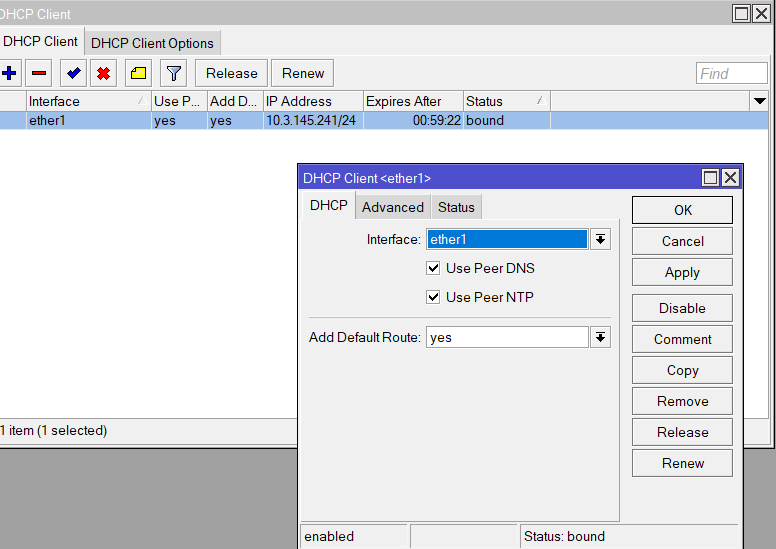 DHCP Client
DHCP Client DHCP Client Options
Release Renew Find
Interface Use P... Add D... IP Address Expires After Status
ether1 yes yes 10.3.145.241/24 00:59:22 bound
1 item (1 selected)
DHCP Client <ether1>
DHCP Advanced Status
Interface: ether1
Use Peer DNS
Use Peer NTP
Add Default Route: yes
OK
Cancel
Apply
Disable
Comment
Copy
Remove
Release
Renew
enabled Status: bound